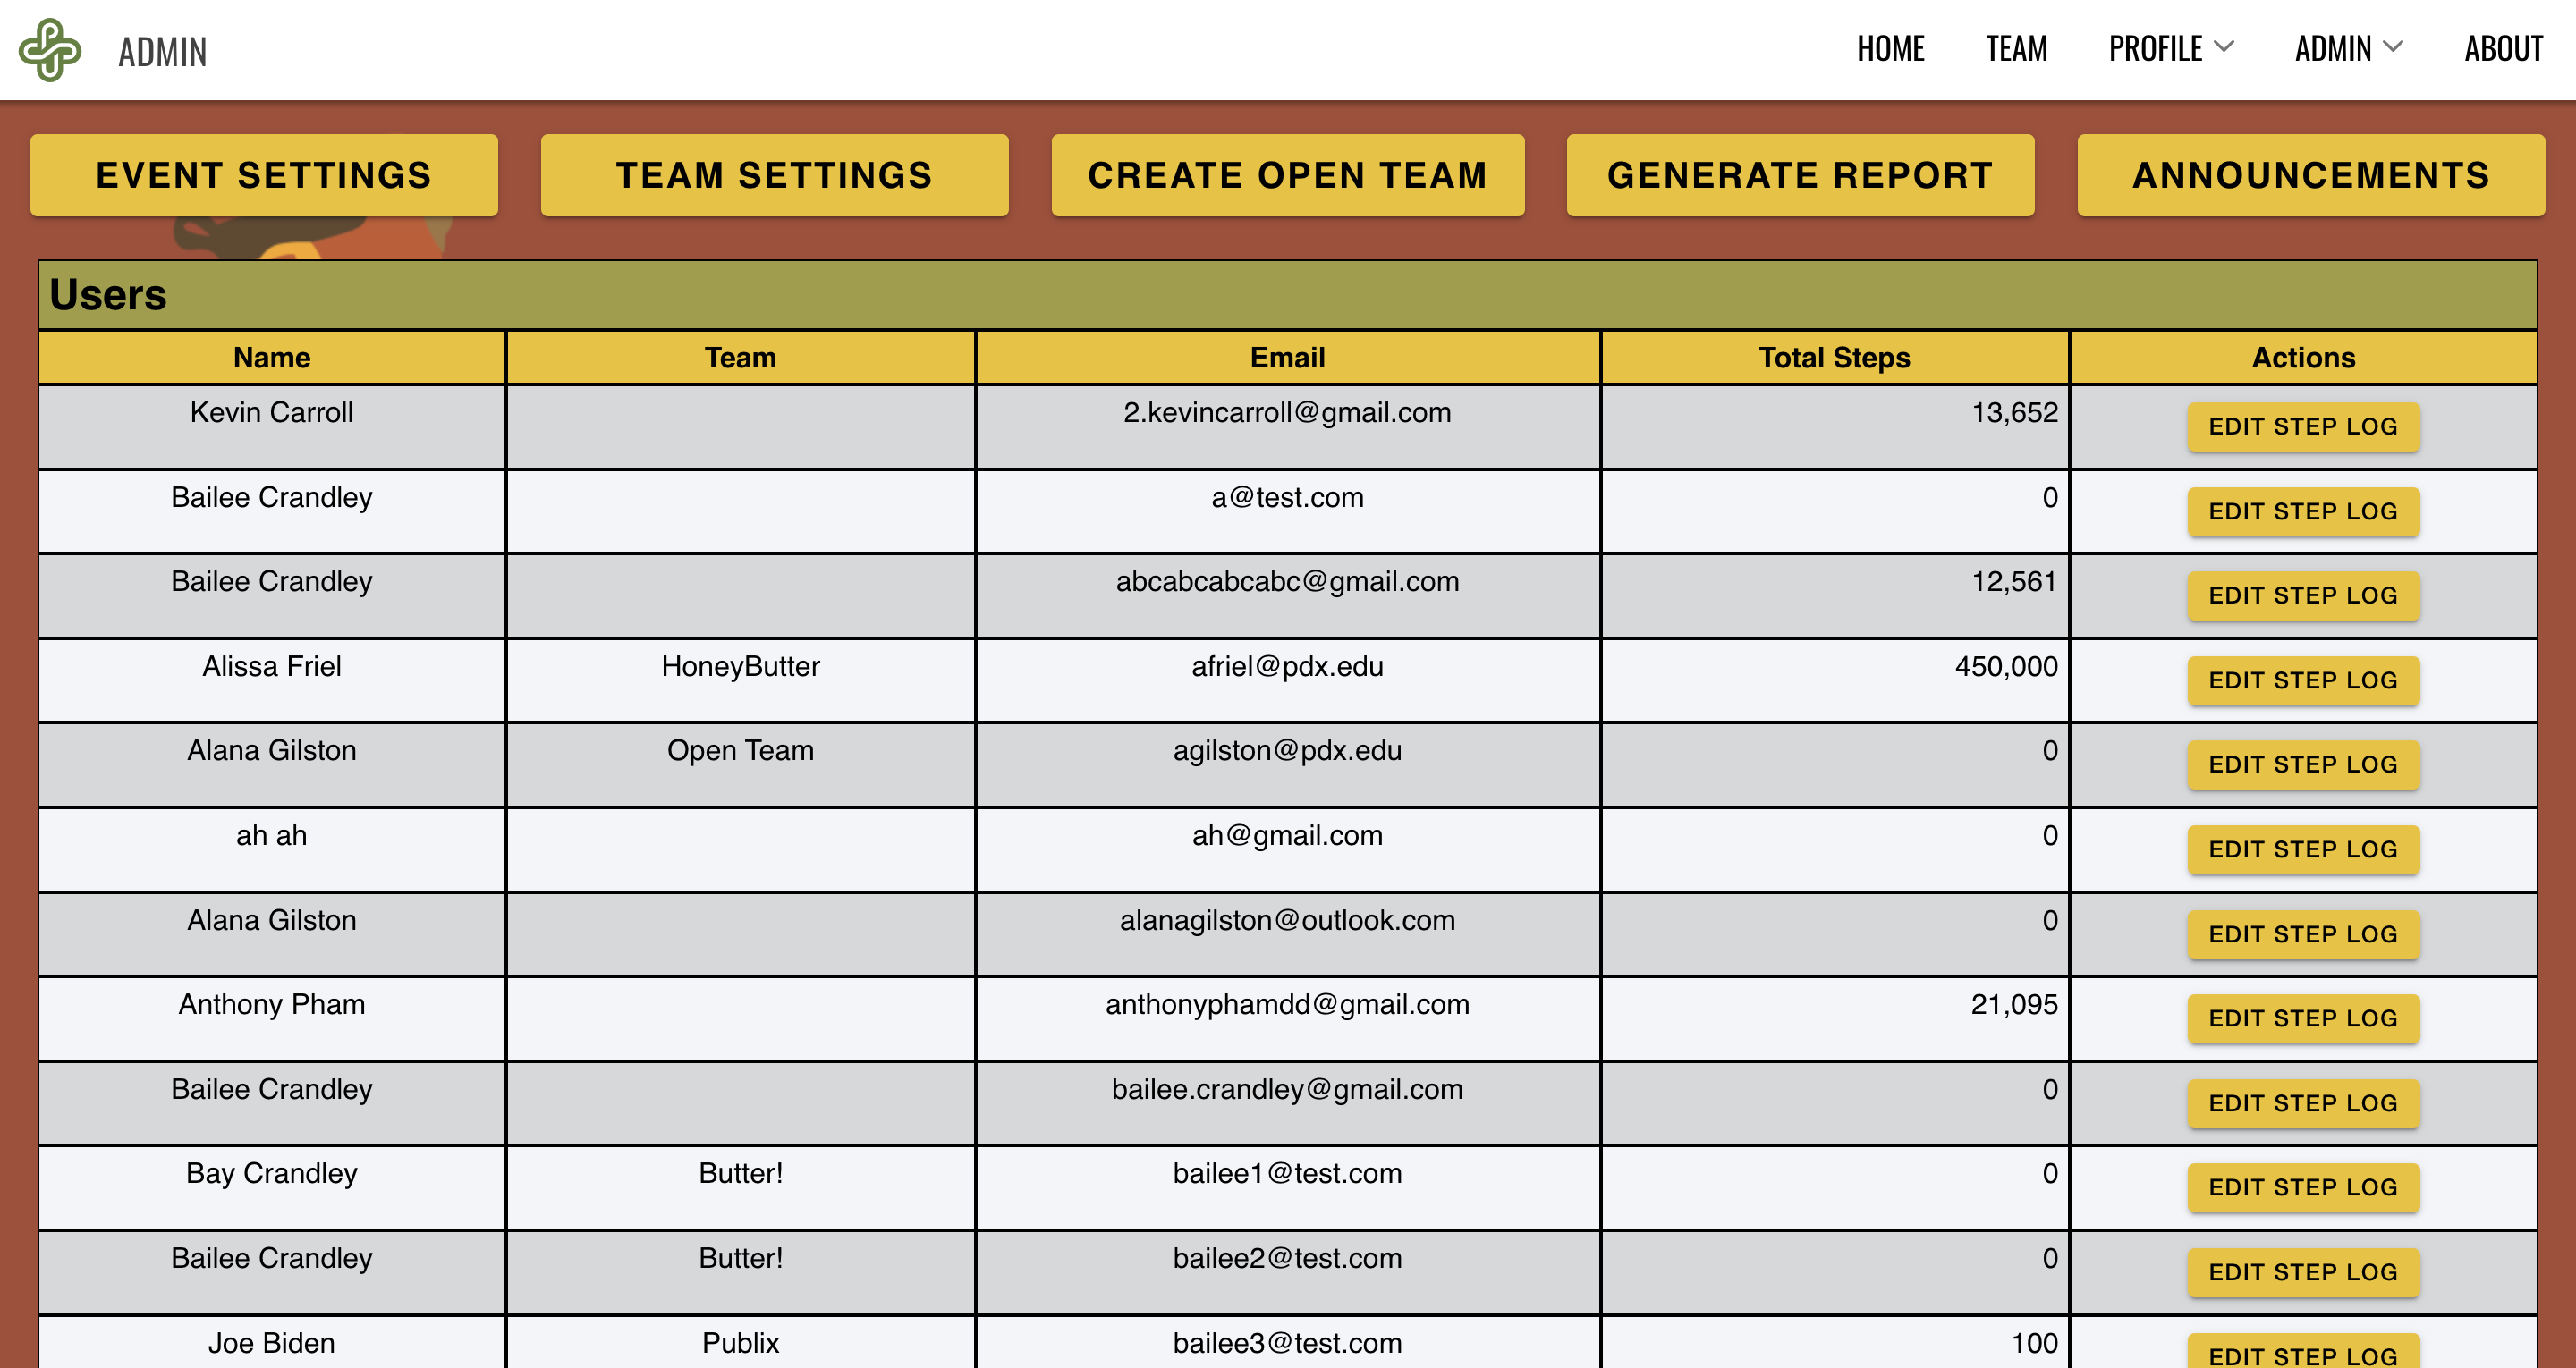 ADMIN HOME TEAM PROFILE ADMIN ABOUT
EVENT SETTINGS TEAM SETTINGS CREATE OPEN TEAM GENERATE REPORT ANNOUNCEMENTS
Users
Name Team Email Total Steps Actions
Kevin Carroll 2.kevincarroll@gmail.com 13,652 EDIT STEP LOG
Bailee Crandley a@test.com 0 EDIT STEP LOG
Bailee Crandley abcabcabcabc@gmail.com 12,561 EDIT STEP LOG
Alissa Friel HoneyButter afriel@pdx.edu 450,000 EDIT STEP LOG
Alana Gilston Open Team agilston@pdx.edu 0 EDIT STEP LOG
ah ah ah@gmail.com 0 EDIT STEP LOG
Alana Gilston alanagilston@outlook.com 0 EDIT STEP LOG
Anthony Pham anthonyphamdd@gmail.com 21,095 EDIT STEP LOG
Bailee Crandley bailee.crandley@gmail.com 0 EDIT STEP LOG
Bay Crandley Butter! bailee1@test.com 0 EDIT STEP LOG
Bailee Crandley Butter! bailee2@test.com 0 EDIT STEP LOG
Joe Biden Publix bailee3@test.com 100 EDIT STEP LOG